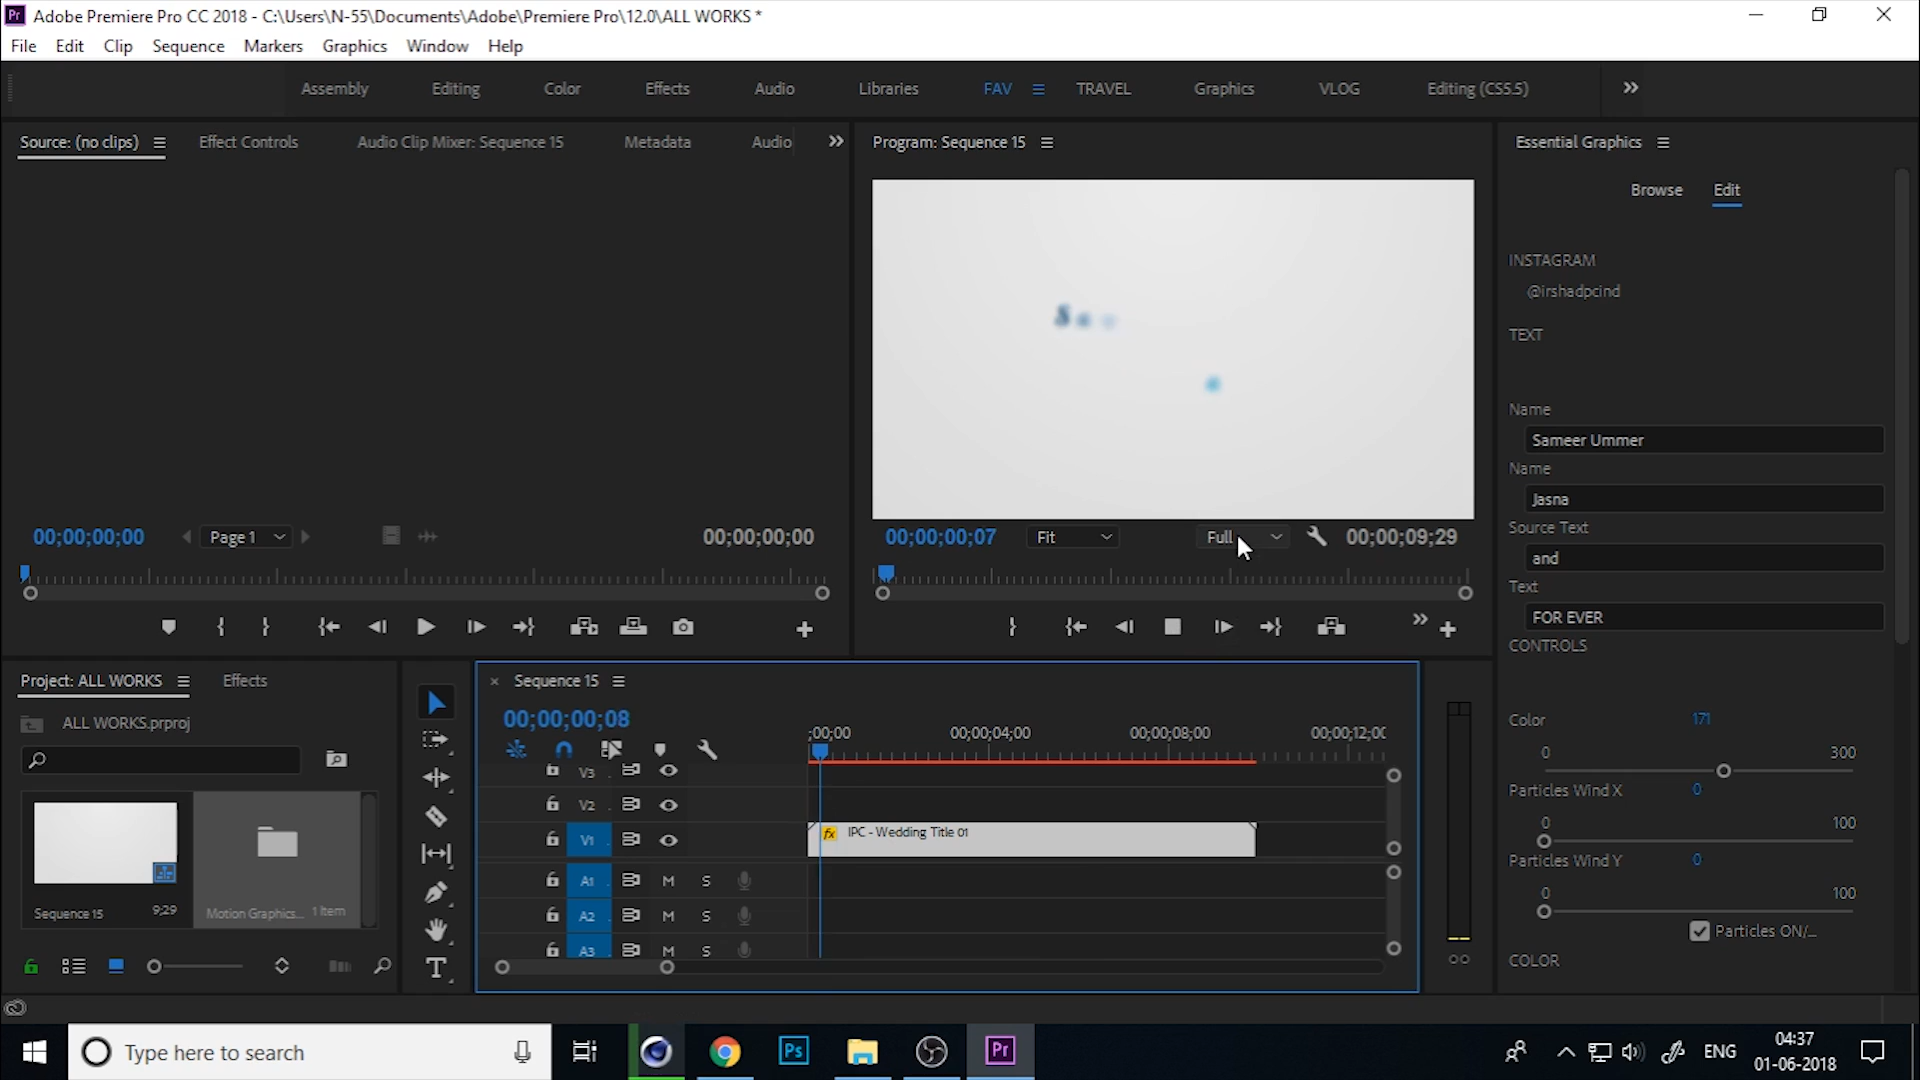 Adobe Premiere Pro CC 2018 - C:\Users\N-55\Documents\Adobe\Premiere Pro\12.0\ALL WORKS *
File Edit Clip Sequence Markers Graphics Window Help
Assembly Editing Color Effects Audio Libraries FAV TRAVEL Graphics VLOG Editing (CS5.5)
Source: (no clips) Effect Controls Audio Clip Mixer: Sequence 15 Metadata Audio
Program: Sequence 15
Essential Graphics
Browse Edit
INSTAGRAM
@irshadpcind
TEXT
Name
Sameer Ummer
Name
Jasna
Source Text
and
Text
FOR EVER
CONTROLS
Color 171
0 300
Particles Wind X 0
0 100
Particles Wind Y 0
0 100
Particles ON/...
COLOR
00;00;00;00 Page 1 00;00;00;00
00;00;00;07 Fit Full 00;00;09;29
Project: ALL WORKS Effects
ALL WORKS.prproj
Sequence 15 9;29
Motion Graphics... 1 Item
Sequence 15
00;00;00;08
;00;00 00;00;04;00 00;00;08;00 00;00;12;0
V3
V2
V1
IPC - Wedding Title 01
A1 M S
A2 M S
A3 M S
Type here to search
Ps
Pr
ENG
04:37
01-06-2018